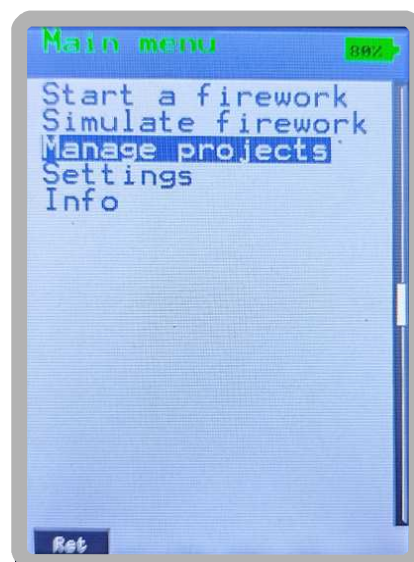 Main menu
80%
Start a firework
Simulate firework
Manage projects
Settings
Info
Ret